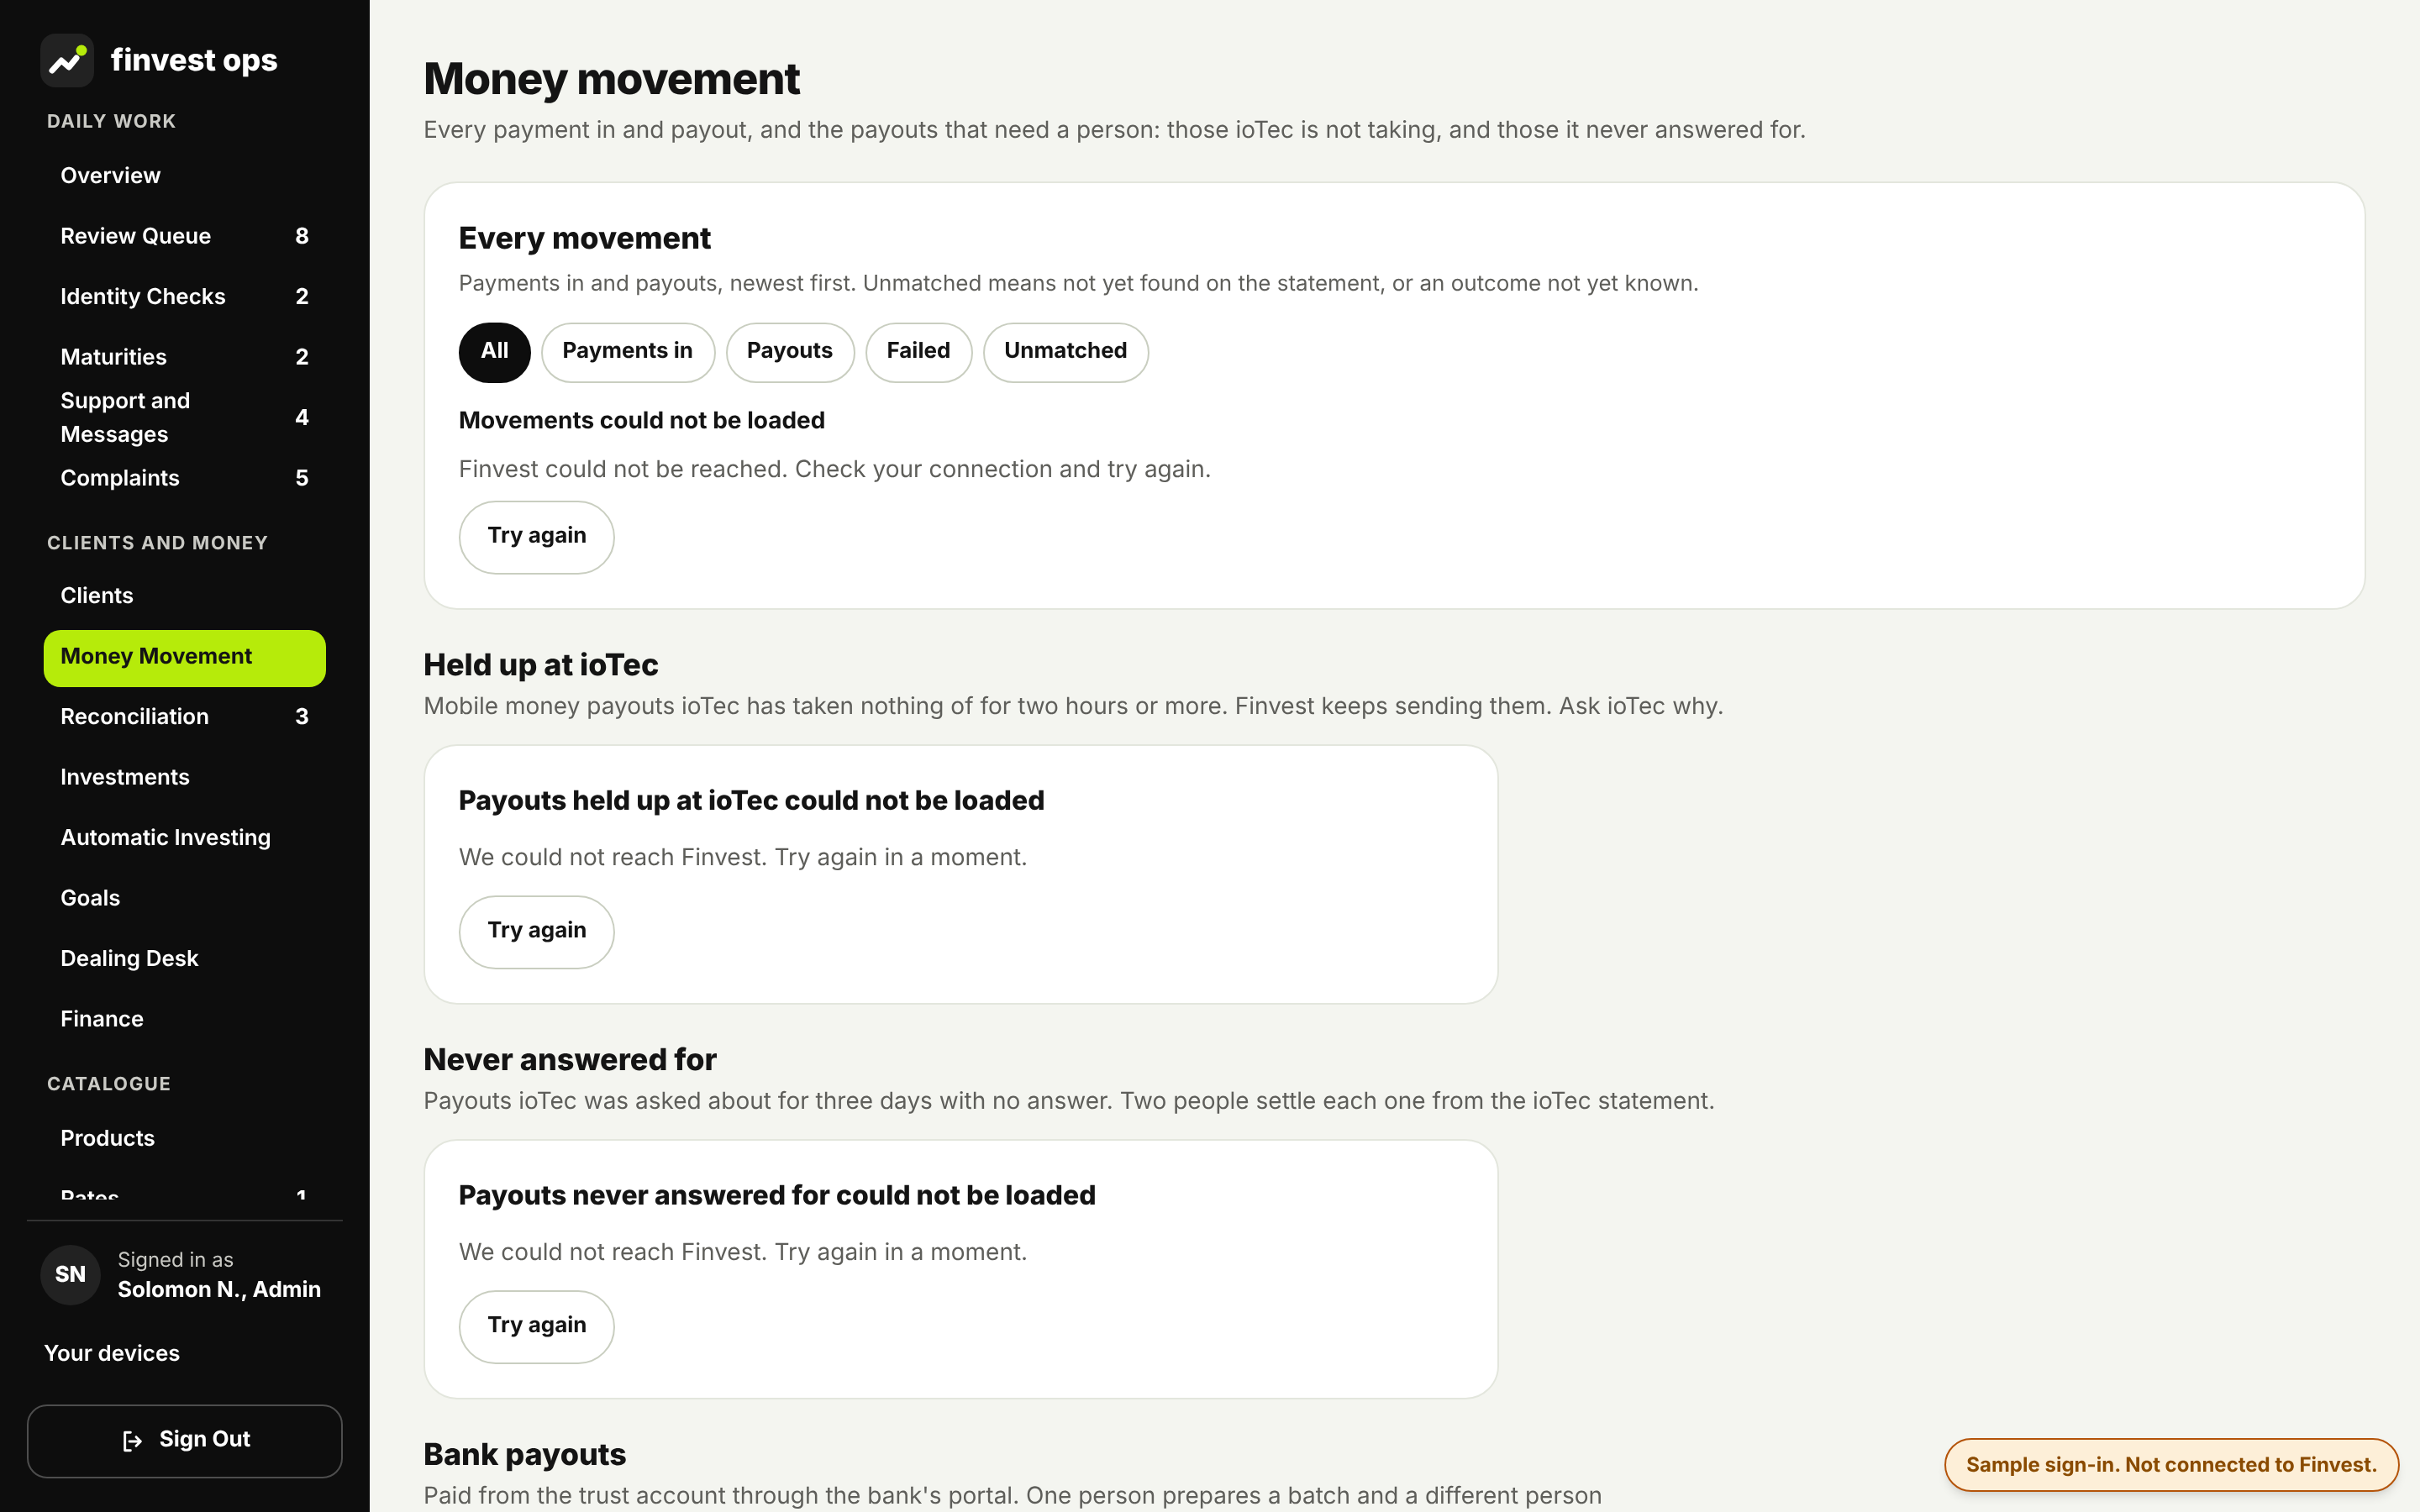 finvest ops
DAILY WORK
Overview
Review Queue 8
Identity Checks 2
Maturities 2
Support and
Messages 4
Complaints 5
CLIENTS AND MONEY
Clients
Money Movement
Reconciliation 3
Investments
Automatic Investing
Goals
Dealing Desk
Finance
CATALOGUE
Products
Rates 1
SN
Signed in as
Solomon N., Admin
Your devices
Sign Out
Money movement
Every payment in and payout, and the payouts that need a person: those ioTec is not taking, and those it never answered for.
Every movement
Payments in and payouts, newest first. Unmatched means not yet found on the statement, or an outcome not yet known.
All Payments in Payouts Failed Unmatched
Movements could not be loaded
Finvest could not be reached. Check your connection and try again.
Try again
Held up at ioTec
Mobile money payouts ioTec has taken nothing of for two hours or more. Finvest keeps sending them. Ask ioTec why.
Payouts held up at ioTec could not be loaded
We could not reach Finvest. Try again in a moment.
Try again
Never answered for
Payouts ioTec was asked about for three days with no answer. Two people settle each one from the ioTec statement.
Payouts never answered for could not be loaded
We could not reach Finvest. Try again in a moment.
Try again
Bank payouts
Paid from the trust account through the bank's portal. One person prepares a batch and a different person
Sample sign-in. Not connected to Finvest.